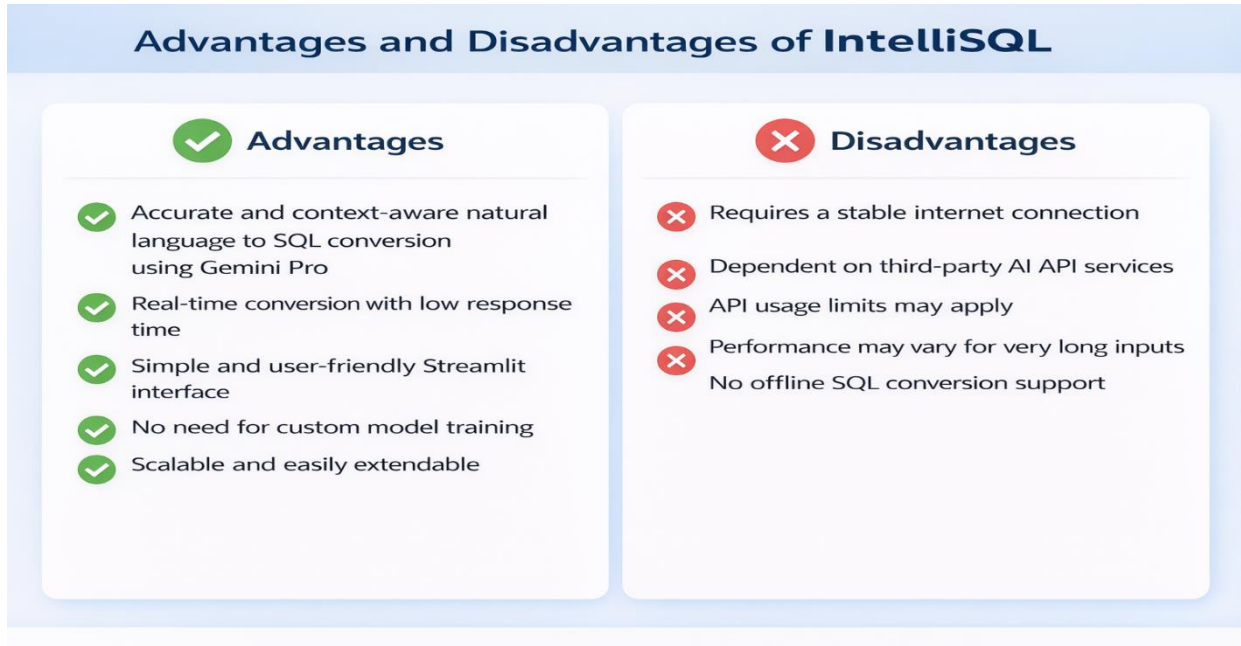 Advantages and Disadvantages of IntelliSQL
Advantages
Accurate and context-aware natural
language to SQL conversion
using Gemini Pro
Real-time conversion with low response
time
Simple and user-friendly Streamlit
interface
No need for custom model training
Scalable and easily extendable
Disadvantages
Requires a stable internet connection
Dependent on third-party AI API services
API usage limits may apply
Performance may vary for very long inputs
No offline SQL conversion support